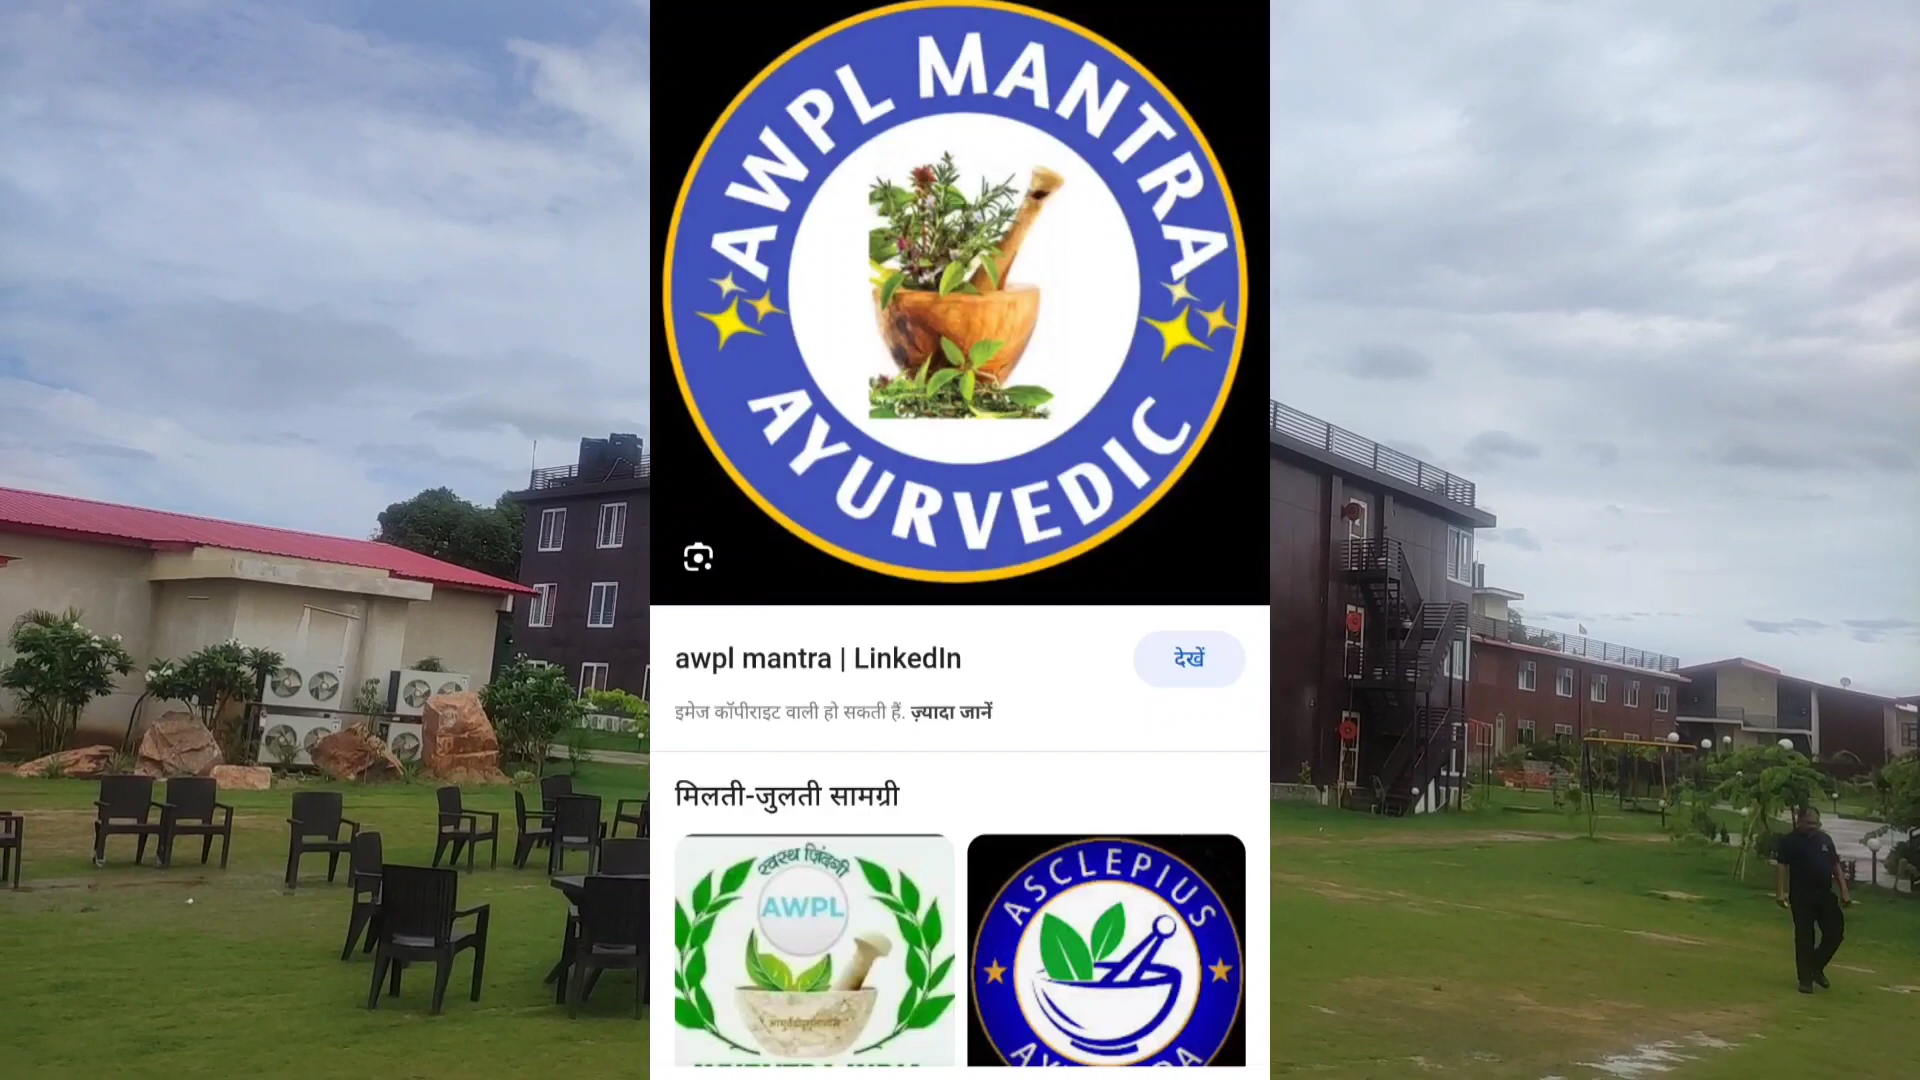 AWPL MANTRA
AYURVEDIC
awpl mantra | LinkedIn
देखें
इमेज कॉपीराइट वाली हो सकती हैं. ज़्यादा जानें
मिलती-जुलती सामग्री
स्वस्थ ज़िंदगी
AWPL
ASCLEPIUS